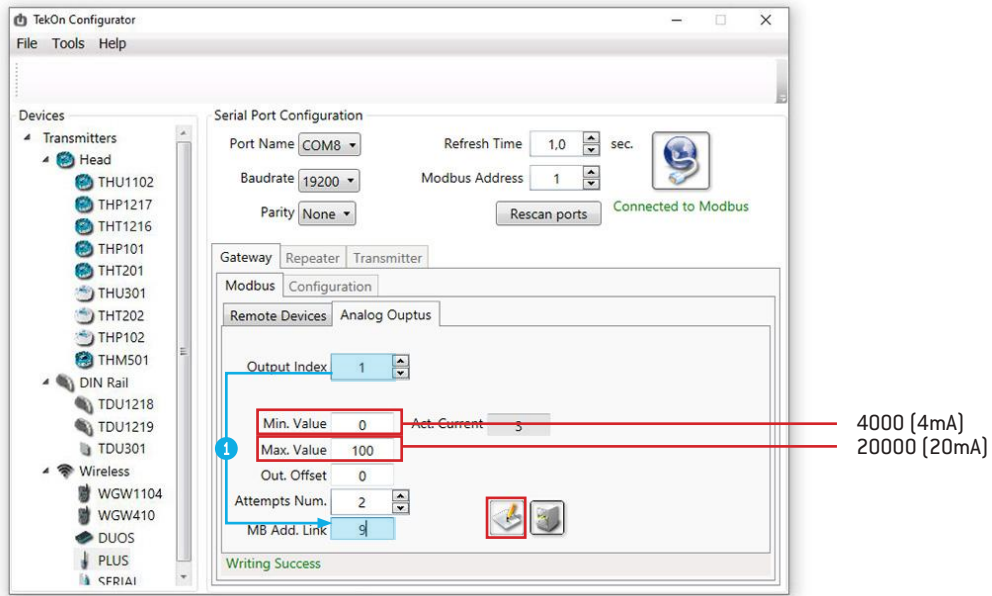 TekOn Configurator
File Tools Help
Devices
Transmitters
Head
THU1102
THP1217
THT1216
THP101
THT201
THU301
THT202
THP102
THM501
DIN Rail
TDU1218
TDU1219
TDU301
Wireless
WGW1104
WGW410
DUOS
PLUS
SERIAL
Serial Port Configuration
Port Name COM8 Refresh Time 1,0 sec.
Baudrate 19200 Modbus Address 1
Parity None Rescan ports Connected to Modbus
Gateway Repeater Transmitter
Modbus Configuration
Remote Devices Analog Ouptus
Output Index 1
Min. Value 0 Act. Current 3
1 Max. Value 100
Out. Offset 0
Attempts Num. 2
MB Add. Link 9
Writing Success
4000 (4mA)
20000 (20mA)